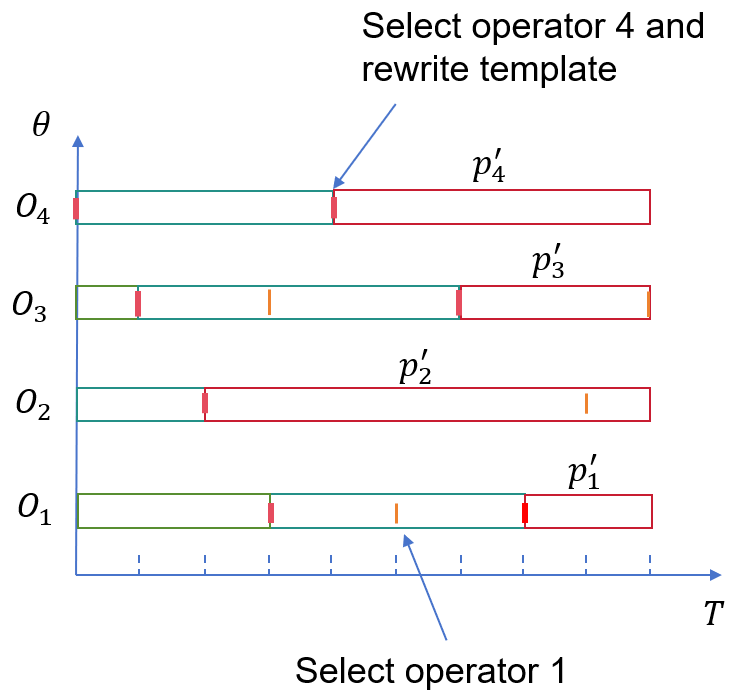 Select operator 4 and
rewrite template
θ
p′₄
O₄
p′₃
O₃
p′₂
O₂
p′₁
O₁
T
Select operator 1